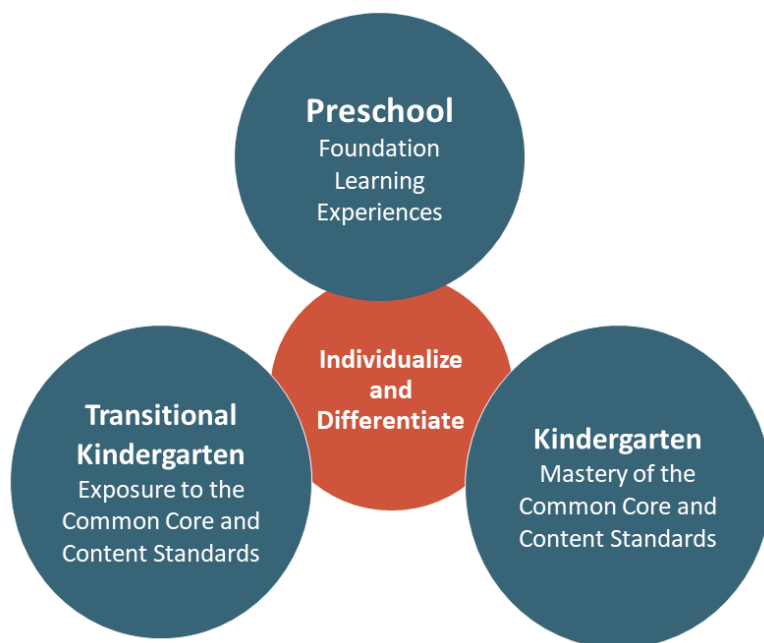 Preschool
Foundation
Learning
Experiences
Individualize
and
Differentiate
Transitional
Kindergarten
Exposure to the
Common Core and
Content Standards
Kindergarten
Mastery of the
Common Core and
Content Standards